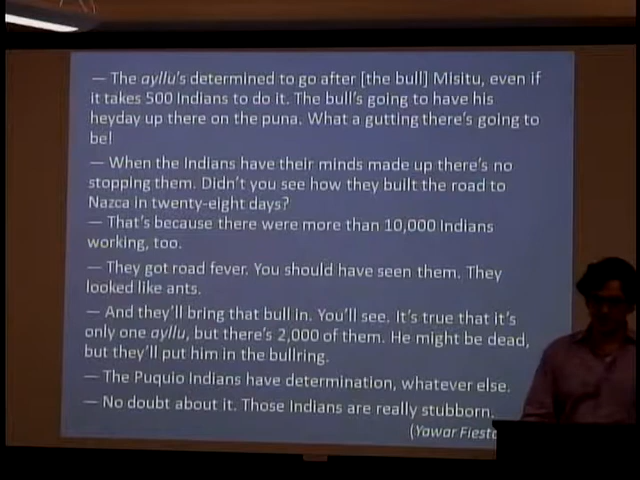 — The ayllu's determined to go after [the bull] Misitu, even if
it takes 500 Indians to do it. The bull's going to have his
heyday up there on the puna. What a gutting there's going to
be!
— When the Indians have their minds made up there's no
stopping them. Didn't you see how they built the road to
Nazca in twenty-eight days?
— That's because there were more than 10,000 Indians
working, too.
— They got road fever. You should have seen them. They
looked like ants.
— And they'll bring that bull in. You'll see. It's true that it's
only one ayllu, but there's 2,000 of them. He might be dead,
but they'll put him in the bullring.
— The Puquio Indians have determination, whatever else.
— No doubt about it. Those Indians are really stubborn.
(Yawar Fiesta